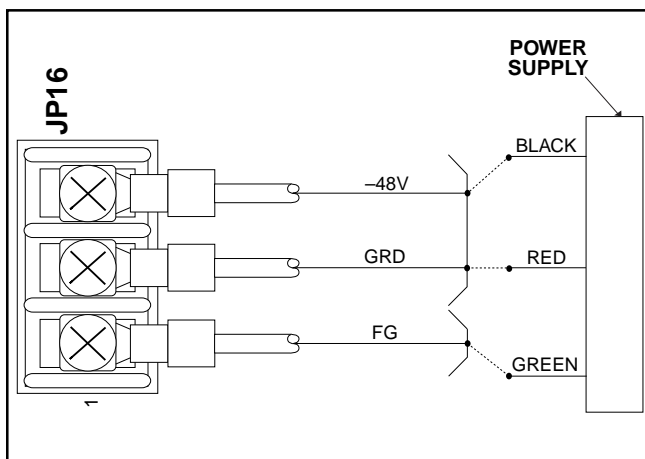 POWER
SUPPLY
JP16
BLACK
–48V
GRD
RED
FG
GREEN
1